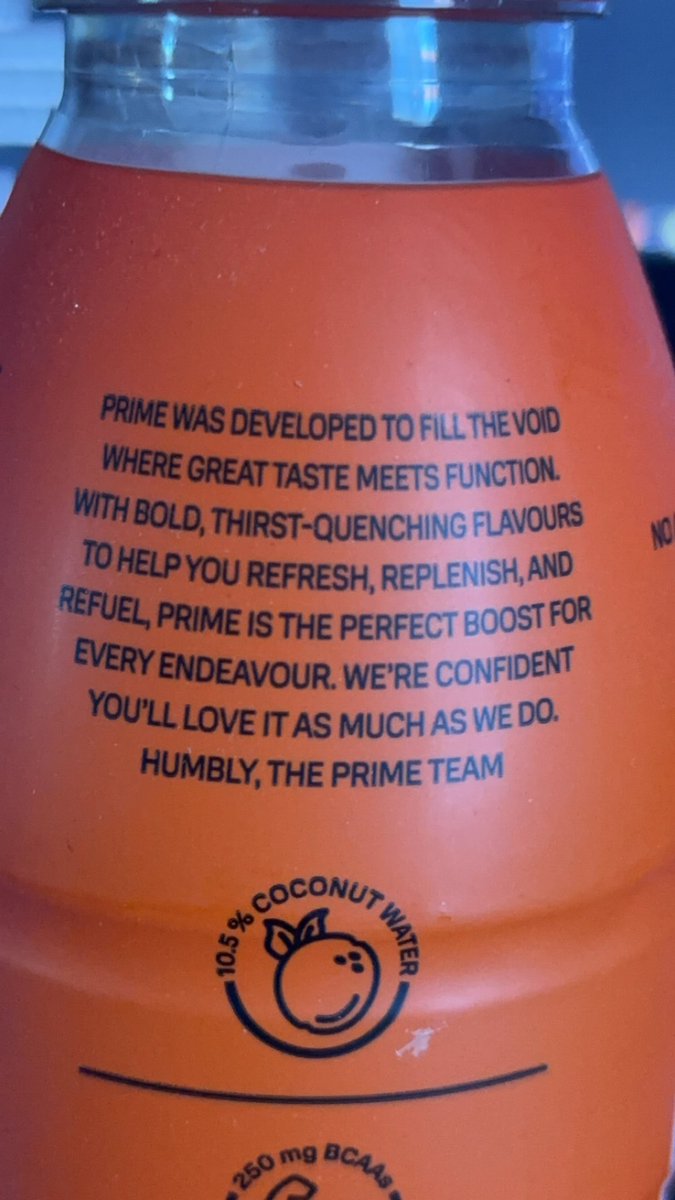 PRIME WAS DEVELOPED TO FILL THE VOID
WHERE GREAT TASTE MEETS FUNCTION.
WITH BOLD, THIRST-QUENCHING FLAVOURS
TO HELP YOU REFRESH, REPLENISH, AND
REFUEL, PRIME IS THE PERFECT BOOST FOR
EVERY ENDEAVOUR. WE'RE CONFIDENT
YOU'LL LOVE IT AS MUCH AS WE DO.
HUMBLY, THE PRIME TEAM
NO
10.5 % COCONUT WATER
250 mg BCAAs